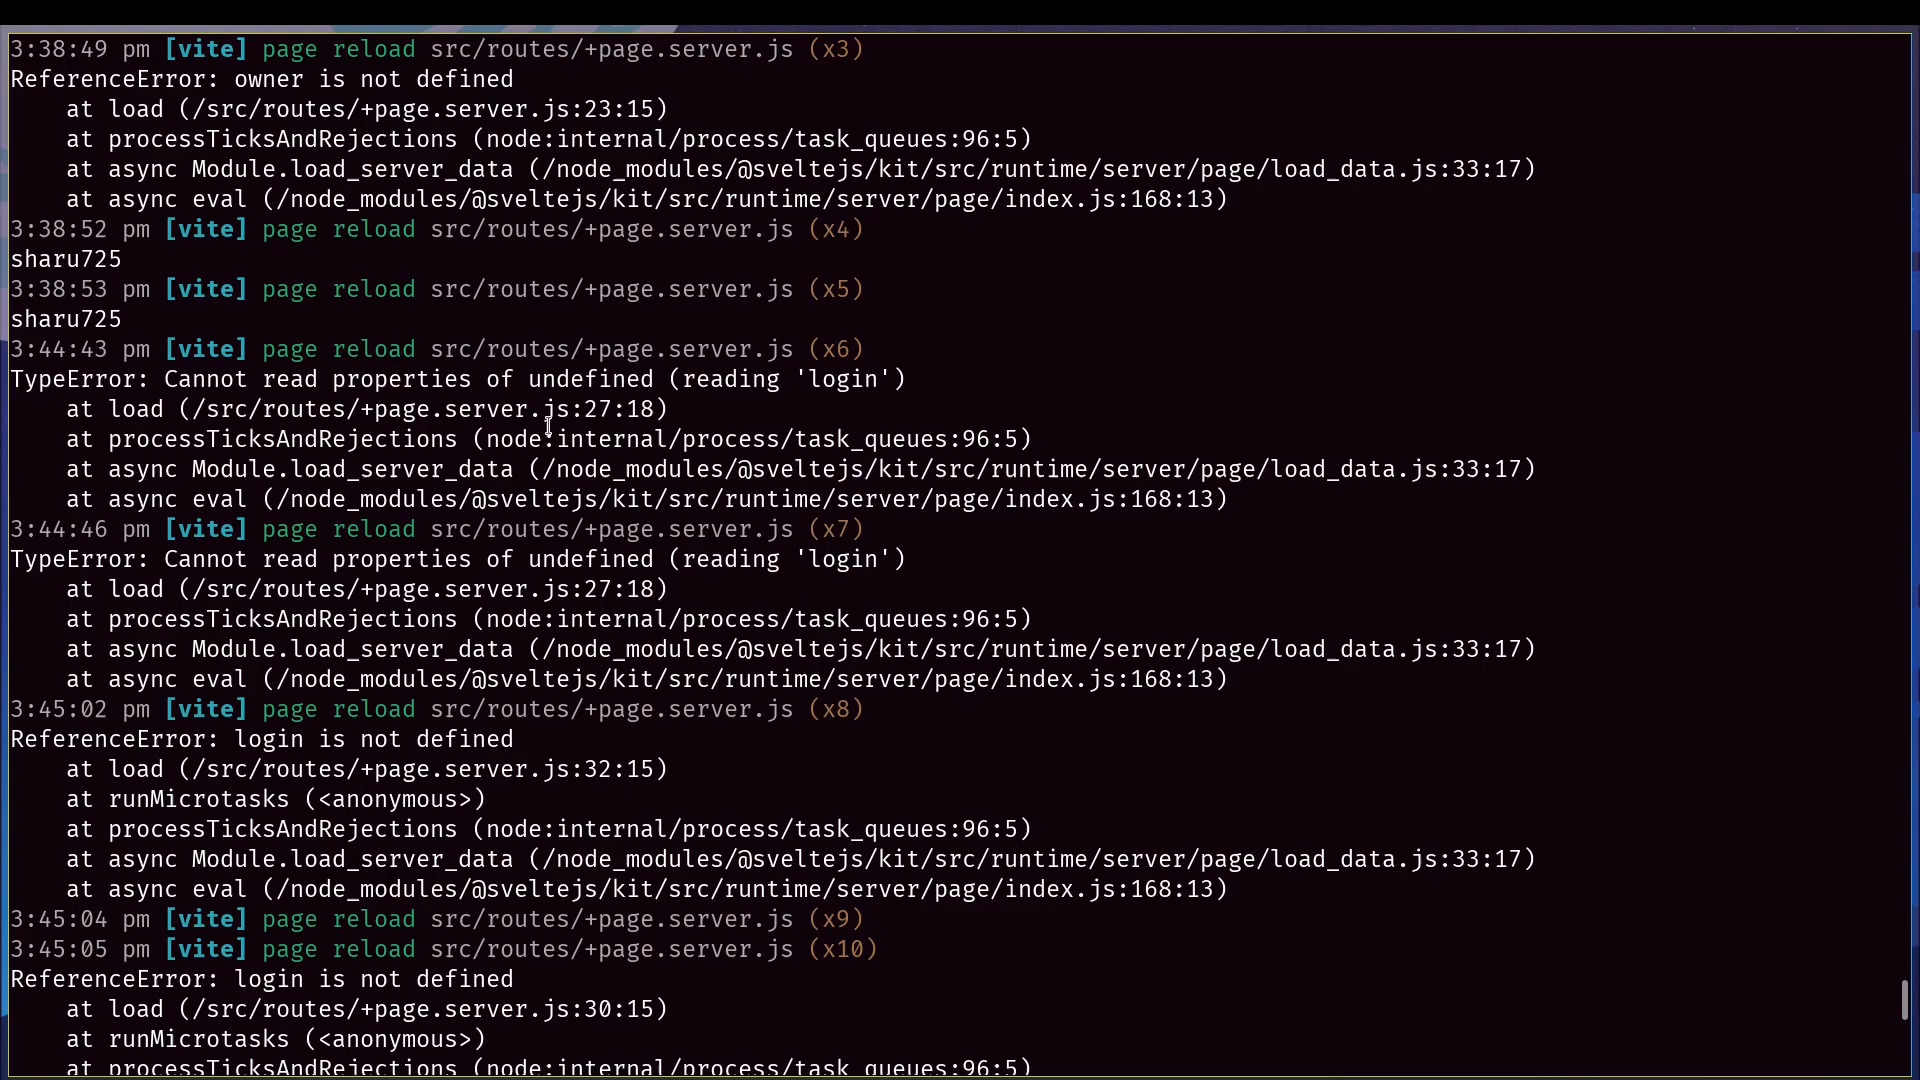 3:38:49 pm [vite] page reload src/routes/+page.server.js (x3)
ReferenceError: owner is not defined
    at load (/src/routes/+page.server.js:23:15)
    at processTicksAndRejections (node:internal/process/task_queues:96:5)
    at async Module.load_server_data (/node_modules/@sveltejs/kit/src/runtime/server/page/load_data.js:33:17)
    at async eval (/node_modules/@sveltejs/kit/src/runtime/server/page/index.js:168:13)
3:38:52 pm [vite] page reload src/routes/+page.server.js (x4)
sharu725
3:38:53 pm [vite] page reload src/routes/+page.server.js (x5)
sharu725
3:44:43 pm [vite] page reload src/routes/+page.server.js (x6)
TypeError: Cannot read properties of undefined (reading 'login')
    at load (/src/routes/+page.server.js:27:18)
    at processTicksAndRejections (node:internal/process/task_queues:96:5)
    at async Module.load_server_data (/node_modules/@sveltejs/kit/src/runtime/server/page/load_data.js:33:17)
    at async eval (/node_modules/@sveltejs/kit/src/runtime/server/page/index.js:168:13)
3:44:46 pm [vite] page reload src/routes/+page.server.js (x7)
TypeError: Cannot read properties of undefined (reading 'login')
    at load (/src/routes/+page.server.js:27:18)
    at processTicksAndRejections (node:internal/process/task_queues:96:5)
    at async Module.load_server_data (/node_modules/@sveltejs/kit/src/runtime/server/page/load_data.js:33:17)
    at async eval (/node_modules/@sveltejs/kit/src/runtime/server/page/index.js:168:13)
3:45:02 pm [vite] page reload src/routes/+page.server.js (x8)
ReferenceError: login is not defined
    at load (/src/routes/+page.server.js:32:15)
    at runMicrotasks (<anonymous>)
    at processTicksAndRejections (node:internal/process/task_queues:96:5)
    at async Module.load_server_data (/node_modules/@sveltejs/kit/src/runtime/server/page/load_data.js:33:17)
    at async eval (/node_modules/@sveltejs/kit/src/runtime/server/page/index.js:168:13)
3:45:04 pm [vite] page reload src/routes/+page.server.js (x9)
3:45:05 pm [vite] page reload src/routes/+page.server.js (x10)
ReferenceError: login is not defined
    at load (/src/routes/+page.server.js:30:15)
    at runMicrotasks (<anonymous>)
    at processTicksAndRejections (node:internal/process/task_queues:96:5)